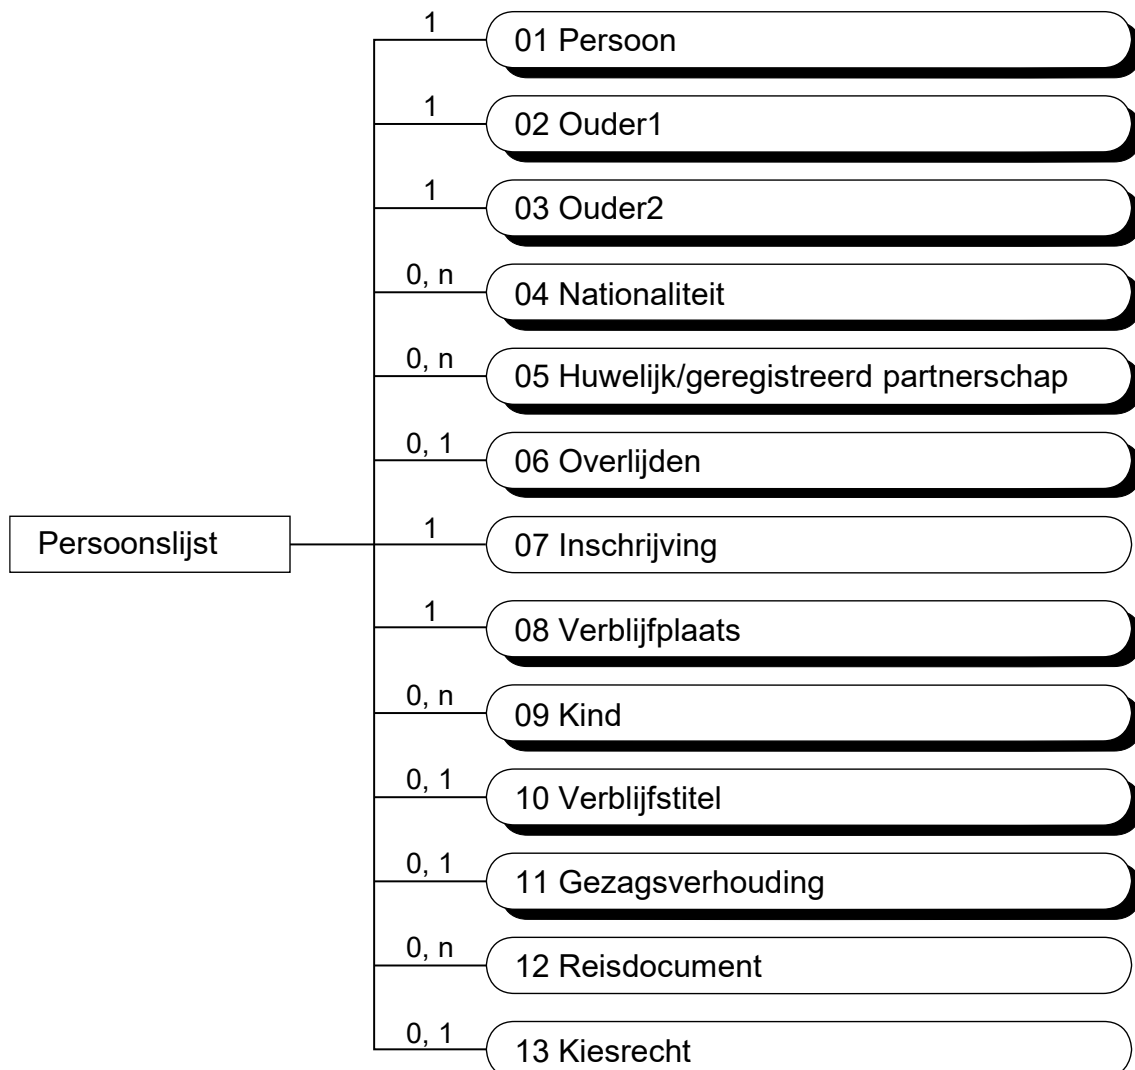 1
01 Persoon
1
02 Ouder1
1
03 Ouder2
0, n
04 Nationaliteit
0, n
05 Huwelijk/geregistreerd partnerschap
0, 1
06 Overlijden
Persoonslijst
1
07 Inschrijving
1
08 Verblijfplaats
0, n
09 Kind
0, 1
10 Verblijfstitel
0, 1
11 Gezagsverhouding
0, n
12 Reisdocument
0, 1
13 Kiesrecht